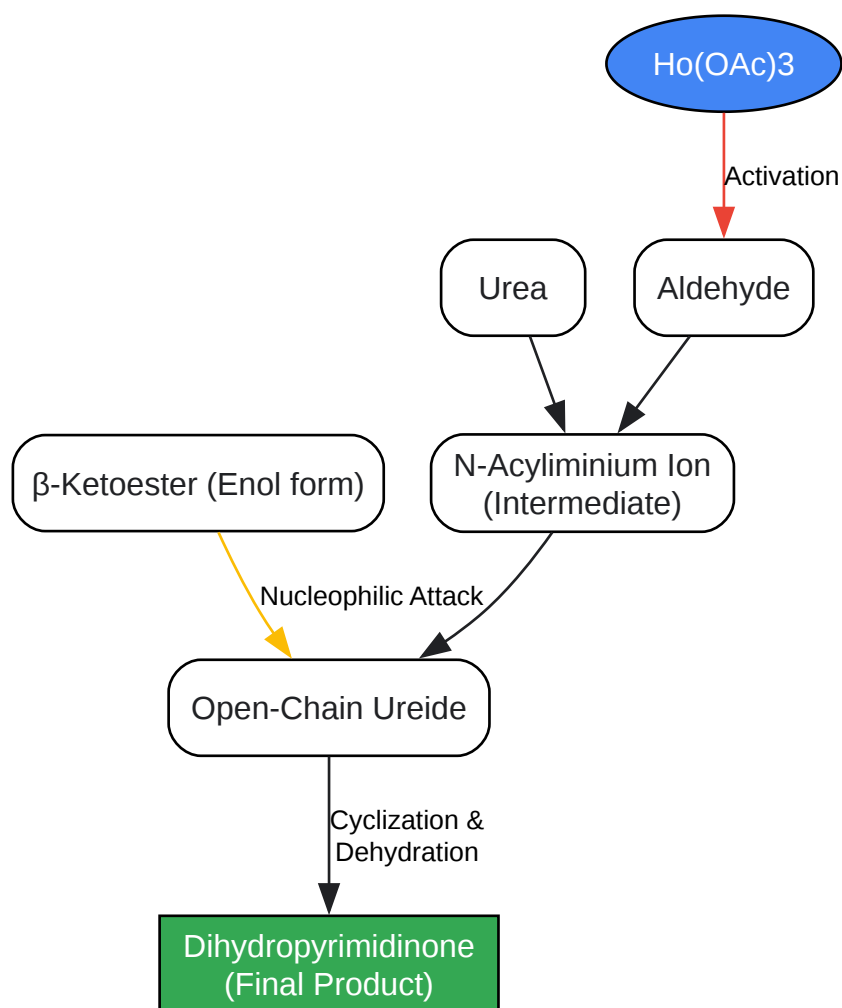 Ho(OAc)3
Activation
Urea
Aldehyde
β-Ketoester (Enol form)
N-Acyliminium Ion
(Intermediate)
Nucleophilic Attack
Open-Chain Ureide
Cyclization &
Dehydration
Dihydropyrimidinone
(Final Product)